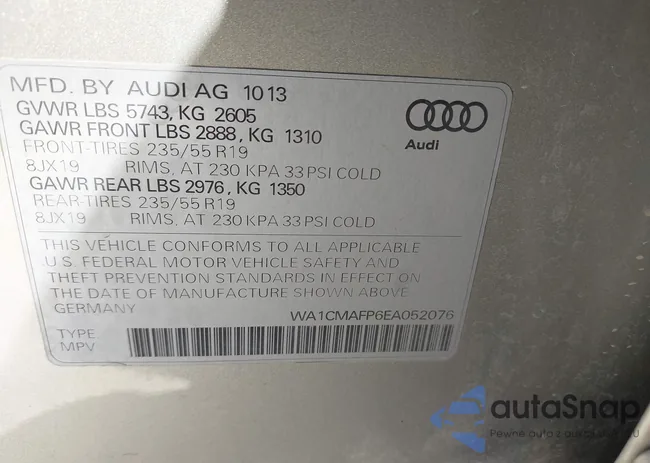 MFD. BY AUDI AG 1013
GVWR LBS 5743, KG 2605
GAWR FRONT LBS 2888, KG 1310
FRONT-TIRES 235/55 R19
8JX19 RIMS, AT 230 KPA 33 PSI COLD
GAWR REAR LBS 2976, KG 1350
REAR-TIRES 235/55 R19
8JX19 RIMS, AT 230 KPA 33 PSI COLD
Audi
THIS VEHICLE CONFORMS TO ALL APPLICABLE
U.S. FEDERAL MOTOR VEHICLE SAFETY AND
THEFT PREVENTION STANDARDS IN EFFECT ON
THE DATE OF MANUFACTURE SHOWN ABOVE
GERMANY WA1CMAFP6EA052076
TYPE
MPV
autaSnap
Pewne auta z